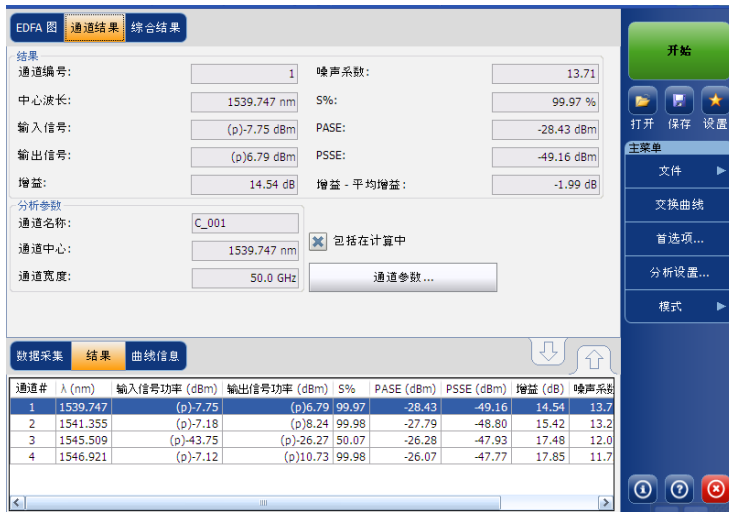 EDFA 图 通道结果 综合结果
结果
通道编号: 1 噪声系数: 13.71
中心波长: 1539.747 nm S%: 99.97 %
输入信号: (p)-7.75 dBm PASE: -28.43 dBm
输出信号: (p)6.79 dBm PSSE: -49.16 dBm
增益: 14.54 dB 增益 - 平均增益: -1.99 dB
分析参数
通道名称: C_001
包括在计算中
通道中心: 1539.747 nm
通道宽度: 50.0 GHz 通道参数...
数据采集 结果 曲线信息
通道# λ (nm) 输入信号功率 (dBm) 输出信号功率 (dBm) S% PASE (dBm) PSSE (dBm) 增益 (dB) 噪声系数
1 1539.747 (p)-7.75 (p)6.79 99.97 -28.43 -49.16 14.54 13.7
2 1541.355 (p)-7.18 (p)8.24 99.98 -27.79 -48.80 15.42 13.2
3 1545.509 (p)-43.75 (p)-26.27 50.07 -26.28 -47.93 17.48 12.0
4 1546.921 (p)-7.12 (p)10.73 99.98 -26.07 -47.77 17.85 11.7
开始
打开 保存 设置
主菜单
文件
交换曲线
首选项...
分析设置...
模式